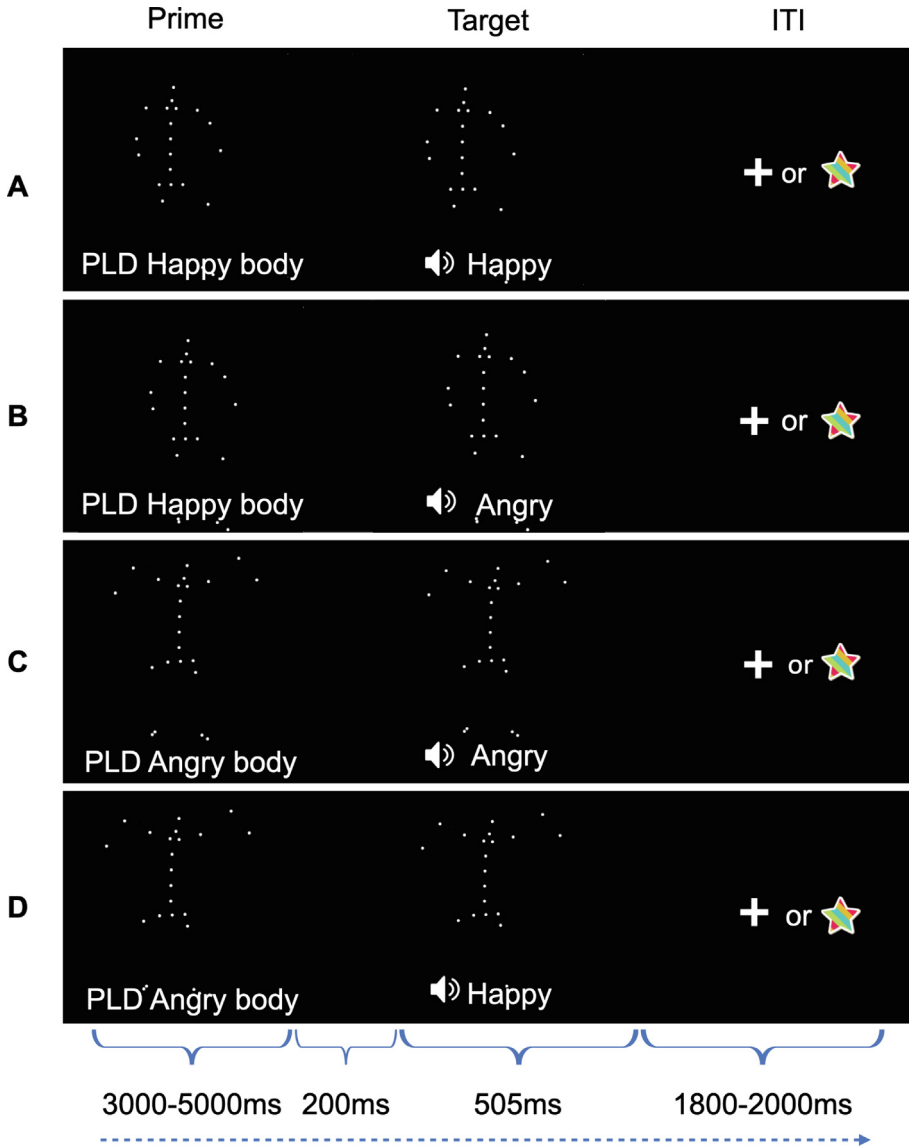 Prime Target ITI
A
+ or
PLD Happy body Happy
B
+ or
PLD Happy body Angry
C
+ or
PLD Angry body Angry
D
+ or
PLD Angry body Happy
3000-5000ms 200ms 505ms 1800-2000ms